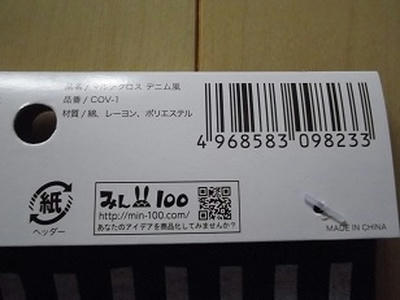 品名 / マルチクロス デニム風
品番 / COV-1
材質 / 綿、レーヨン、ポリエステル
4 968583 098233
紙
ヘッダー
みん 100
http://min-100.com/
あなたのアイデアを商品化してみませんか?
MADE IN CHINA